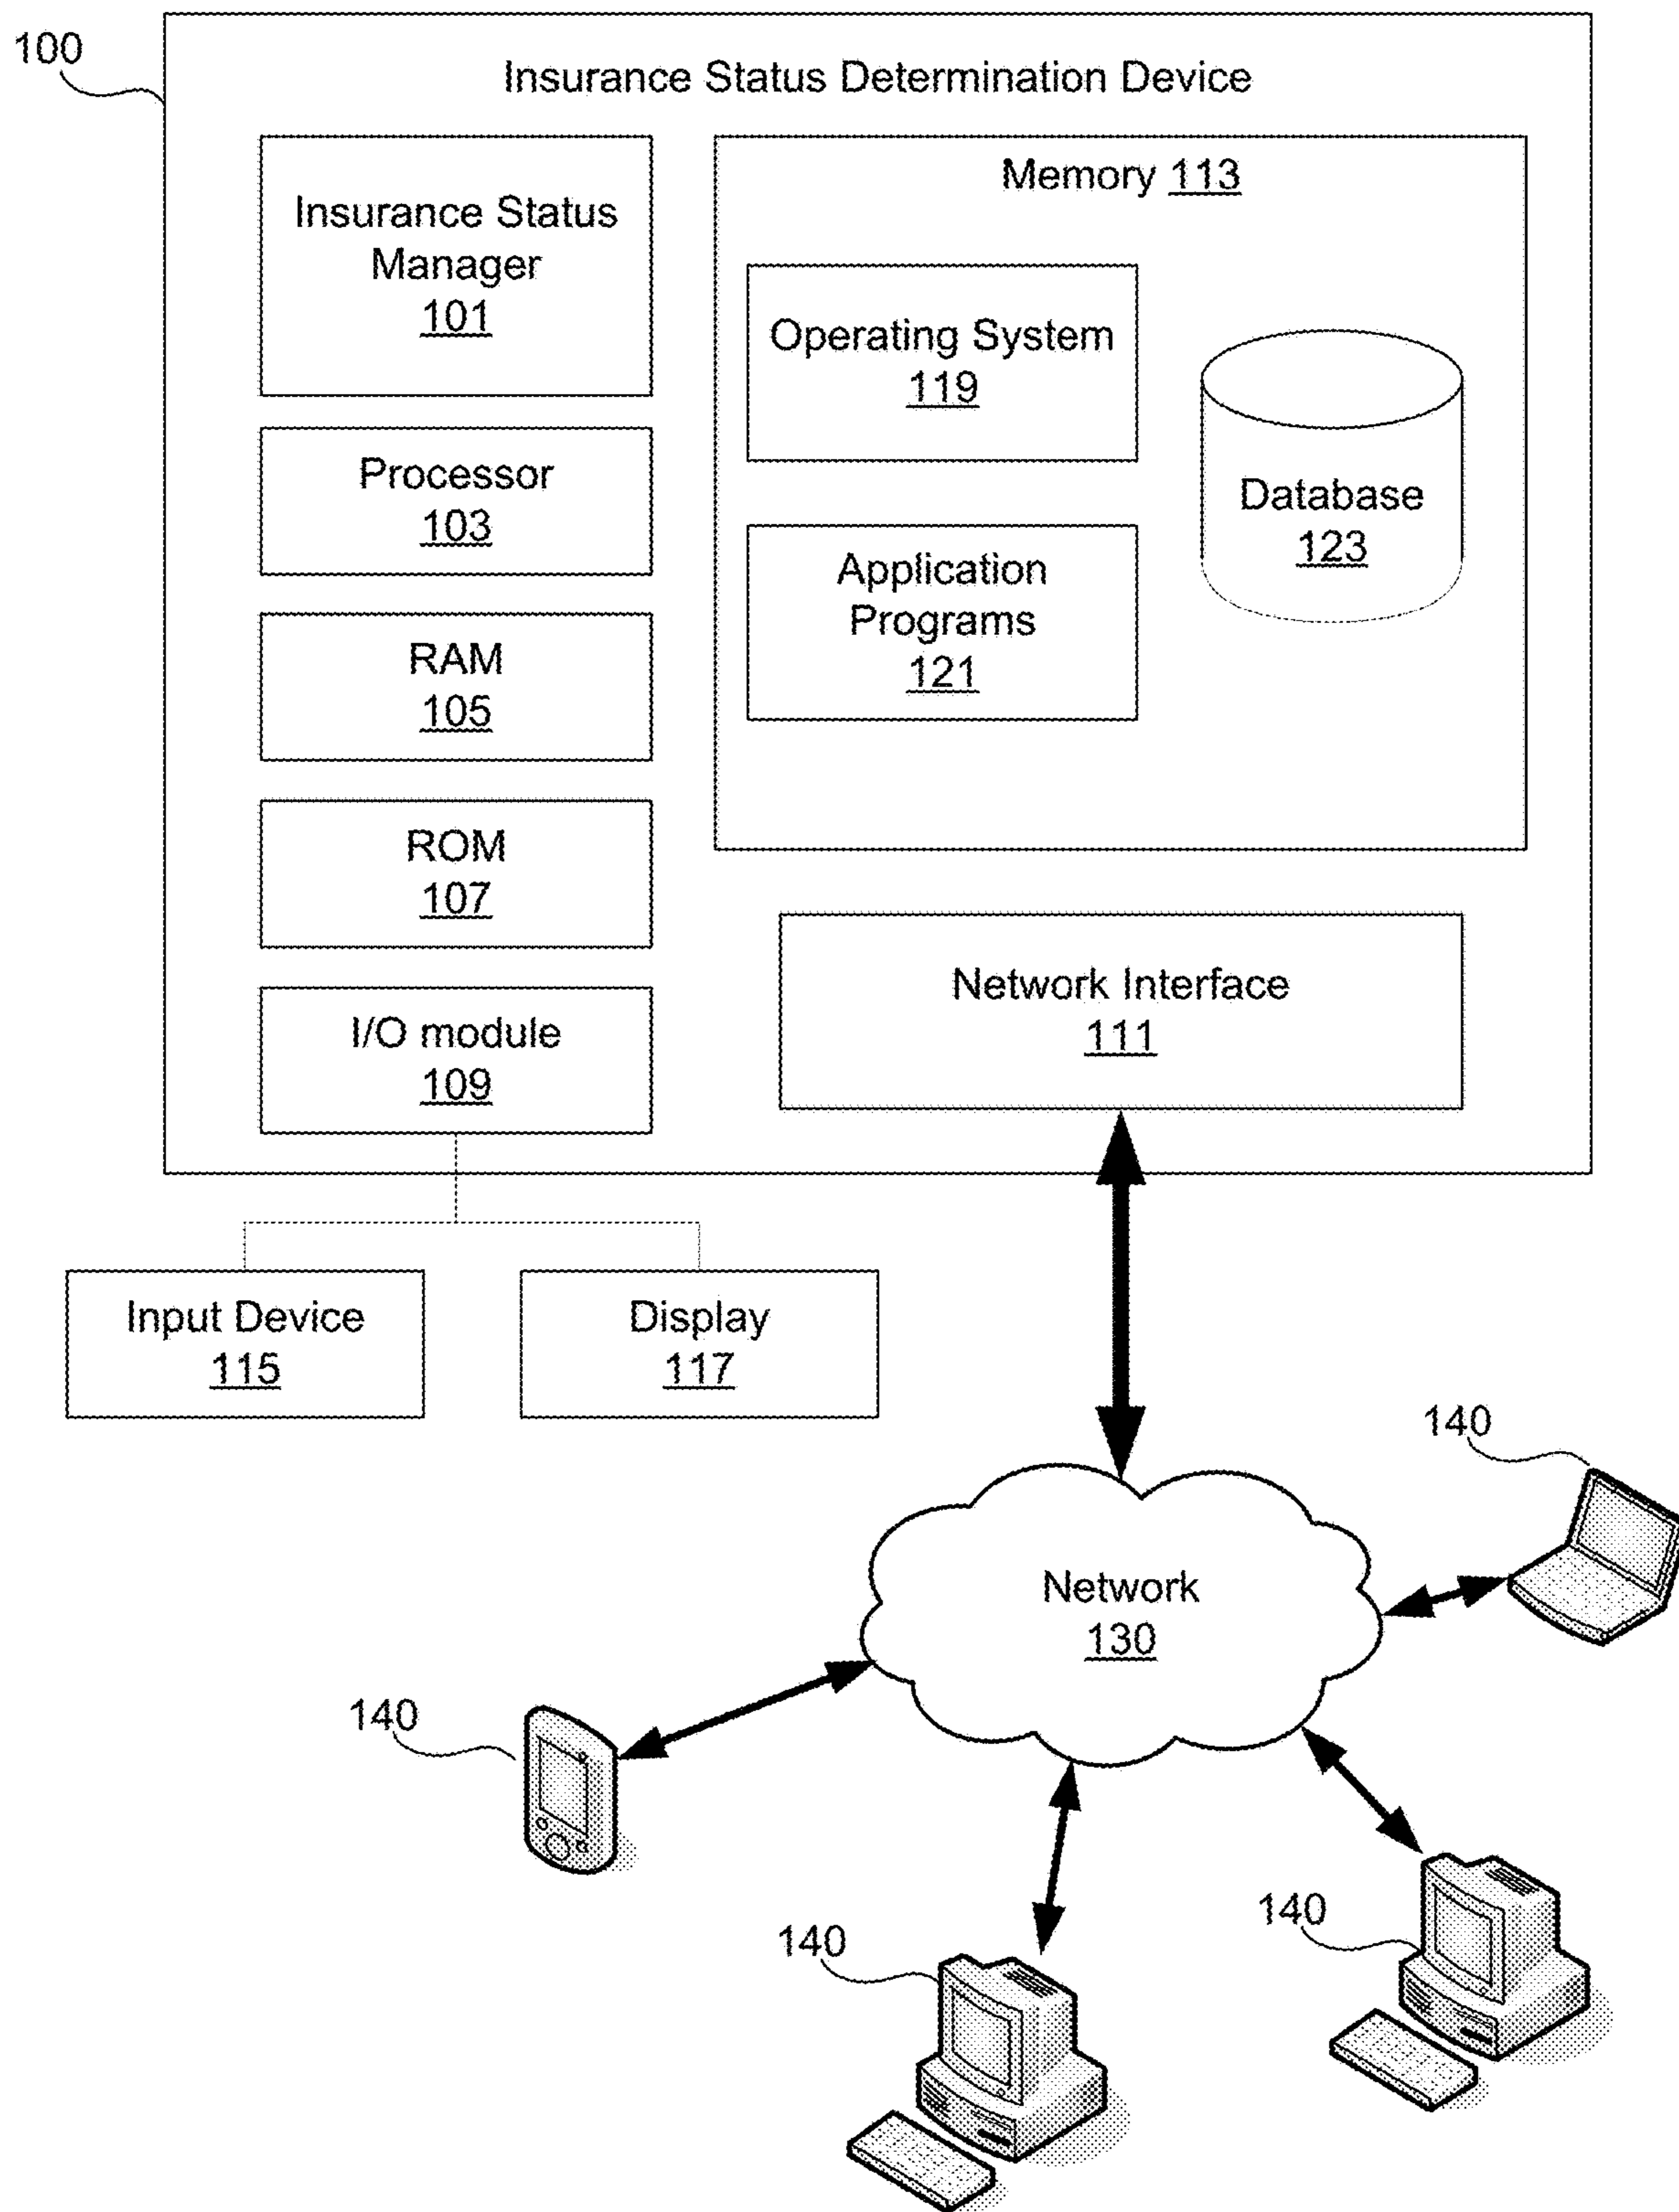 100
Insurance Status Determination Device
Insurance Status
Manager
101
Processor
103
RAM
105
ROM
107
I/O module
109
Memory 113
Operating System
119
Application
Programs
121
Database
123
Network Interface
111
Input Device
115
Display
117
Network
130
140
140
140
140